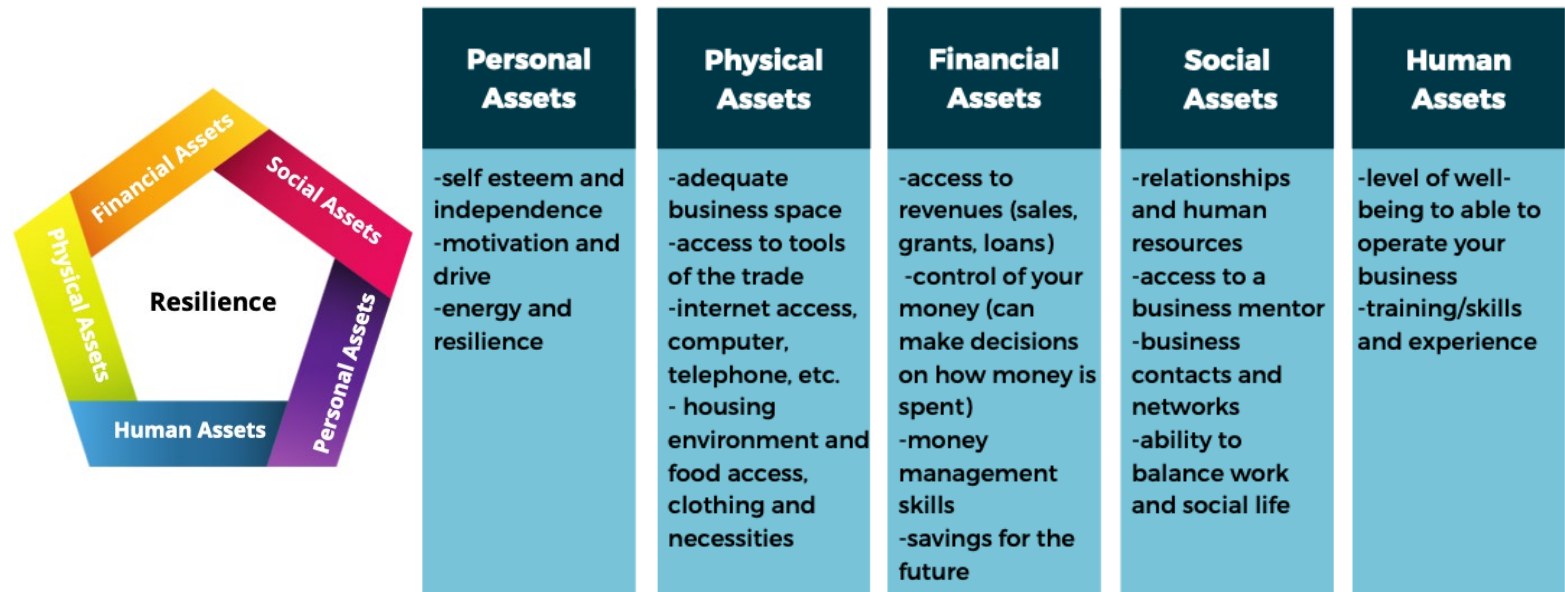 Financial Assets
Social Assets
Physical Assets
Resilience
Personal Assets
Human Assets
Personal
Assets
-self esteem and
independence
-motivation and
drive
-energy and
resilience
Physical
Assets
-adequate
business space
-access to tools
of the trade
-internet access,
computer,
telephone, etc.
- housing
environment and
food access,
clothing and
necessities
Financial
Assets
-access to
revenues (sales,
grants, loans)
-control of your
money (can
make decisions
on how money is
spent)
-money
management
skills
-savings for the
future
Social
Assets
-relationships
and human
resources
-access to a
business mentor
-business
contacts and
networks
-ability to
balance work
and social life
Human
Assets
-level of well-
being to able to
operate your
business
-training/skills
and experience